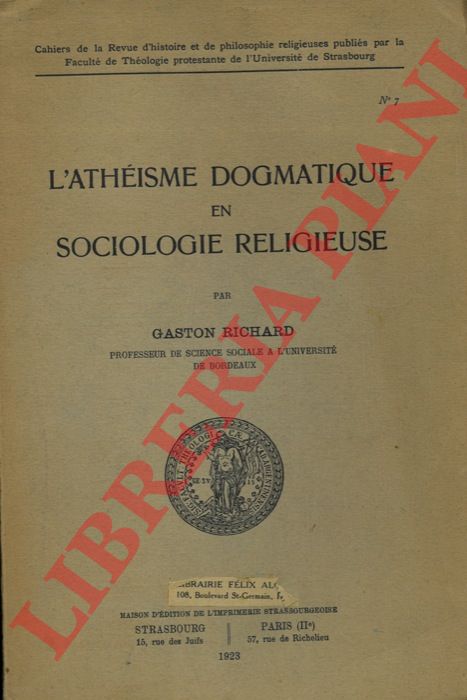 Cahiers de la Revue d'histoire et de philosophie religieuses publiés par la
Faculté de Théologie protestante de l'Université de Strasbourg
N° 7
L'ATHÉISME DOGMATIQUE
EN
SOCIOLOGIE RELIGIEUSE
PAR
GASTON RICHARD
PROFESSEUR DE SCIENCE SOCIALE A L'UNIVERSITÉ
DE BORDEAUX
LIBRAIRIE FÉLIX
108, Boulevard St-Germain,
MAISON D'ÉDITION DE L'IMPRIMERIE STRASBOURGEOISE
STRASBOURG
15, rue des Juifs
PARIS (IIe)
57, rue de Richelieu
1923
LIBRERIA PIANI